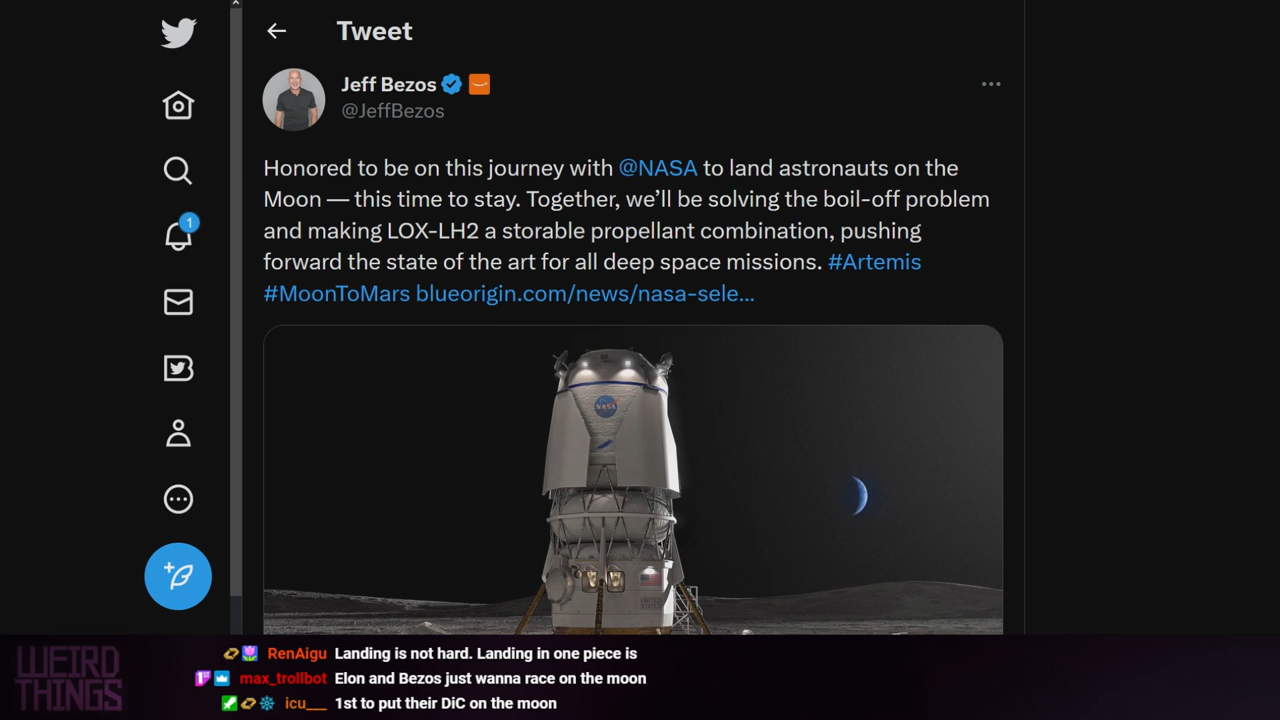 Tweet
Jeff Bezos
@JeffBezos
Honored to be on this journey with @NASA to land astronauts on the
Moon — this time to stay. Together, we’ll be solving the boil-off problem
and making LOX-LH2 a storable propellant combination, pushing
forward the state of the art for all deep space missions. #Artemis
#MoonToMars blueorigin.com/news/nasa-sele...
1
NASA
WEIRD
THINGS
RenAigu Landing is not hard. Landing in one piece is
max_trollbot Elon and Bezos just wanna race on the moon
icu___ 1st to put their DiC on the moon